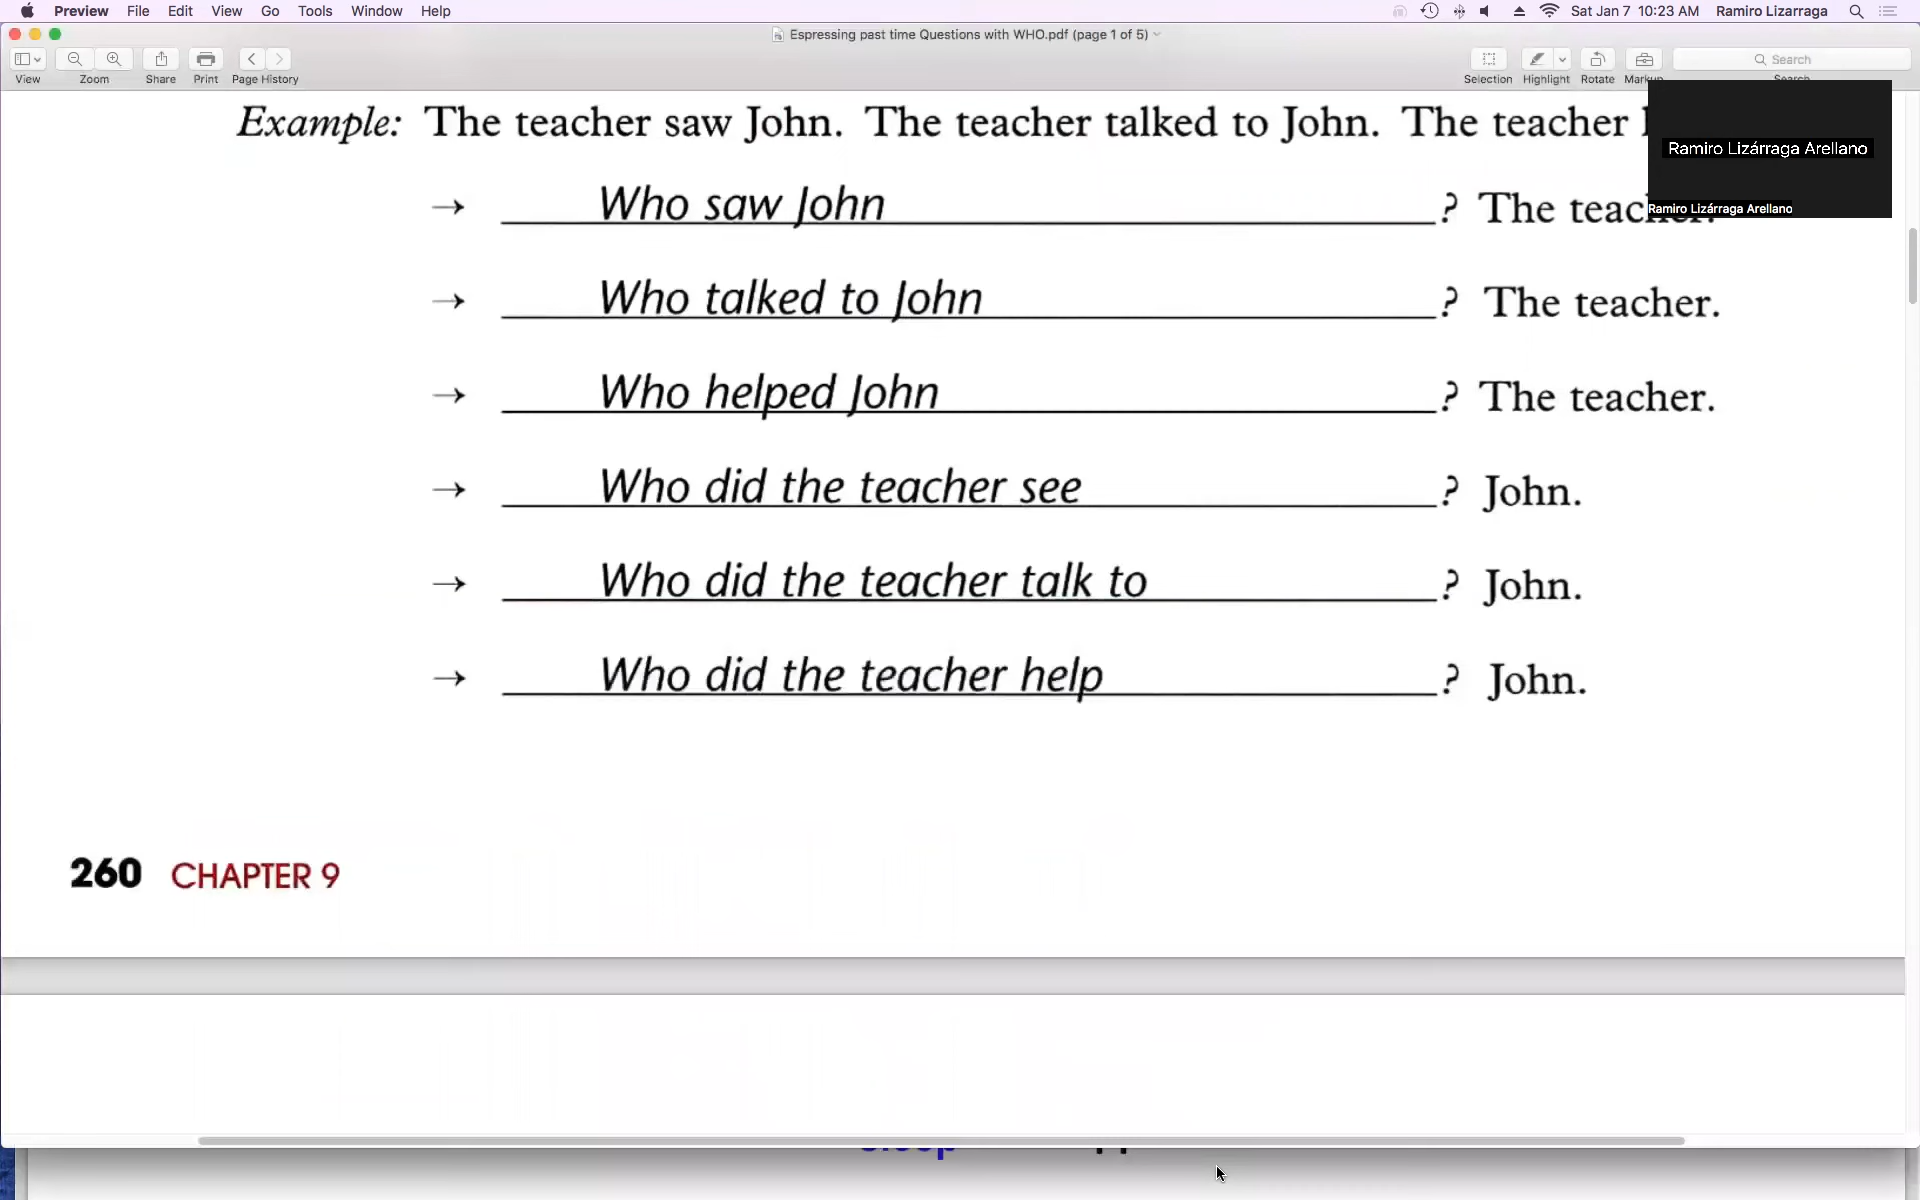 Preview File Edit View Go Tools Window Help Sat Jan 7 10:23 AM Ramiro Lizarraga
Espressing past time Questions with WHO.pdf (page 1 of 5)
Search
View Zoom Share Print Page History Selection Highlight Rotate Markup Search
Example: The teacher saw John. The teacher talked to John. The teacher
Ramiro Lizárraga Arellano
Ramiro Lizárraga Arellano
→ Who saw John ? The teacher.
→ Who talked to John ? The teacher.
→ Who helped John ? The teacher.
→ Who did the teacher see ? John.
→ Who did the teacher talk to ? John.
→ Who did the teacher help ? John.
260 CHAPTER 9